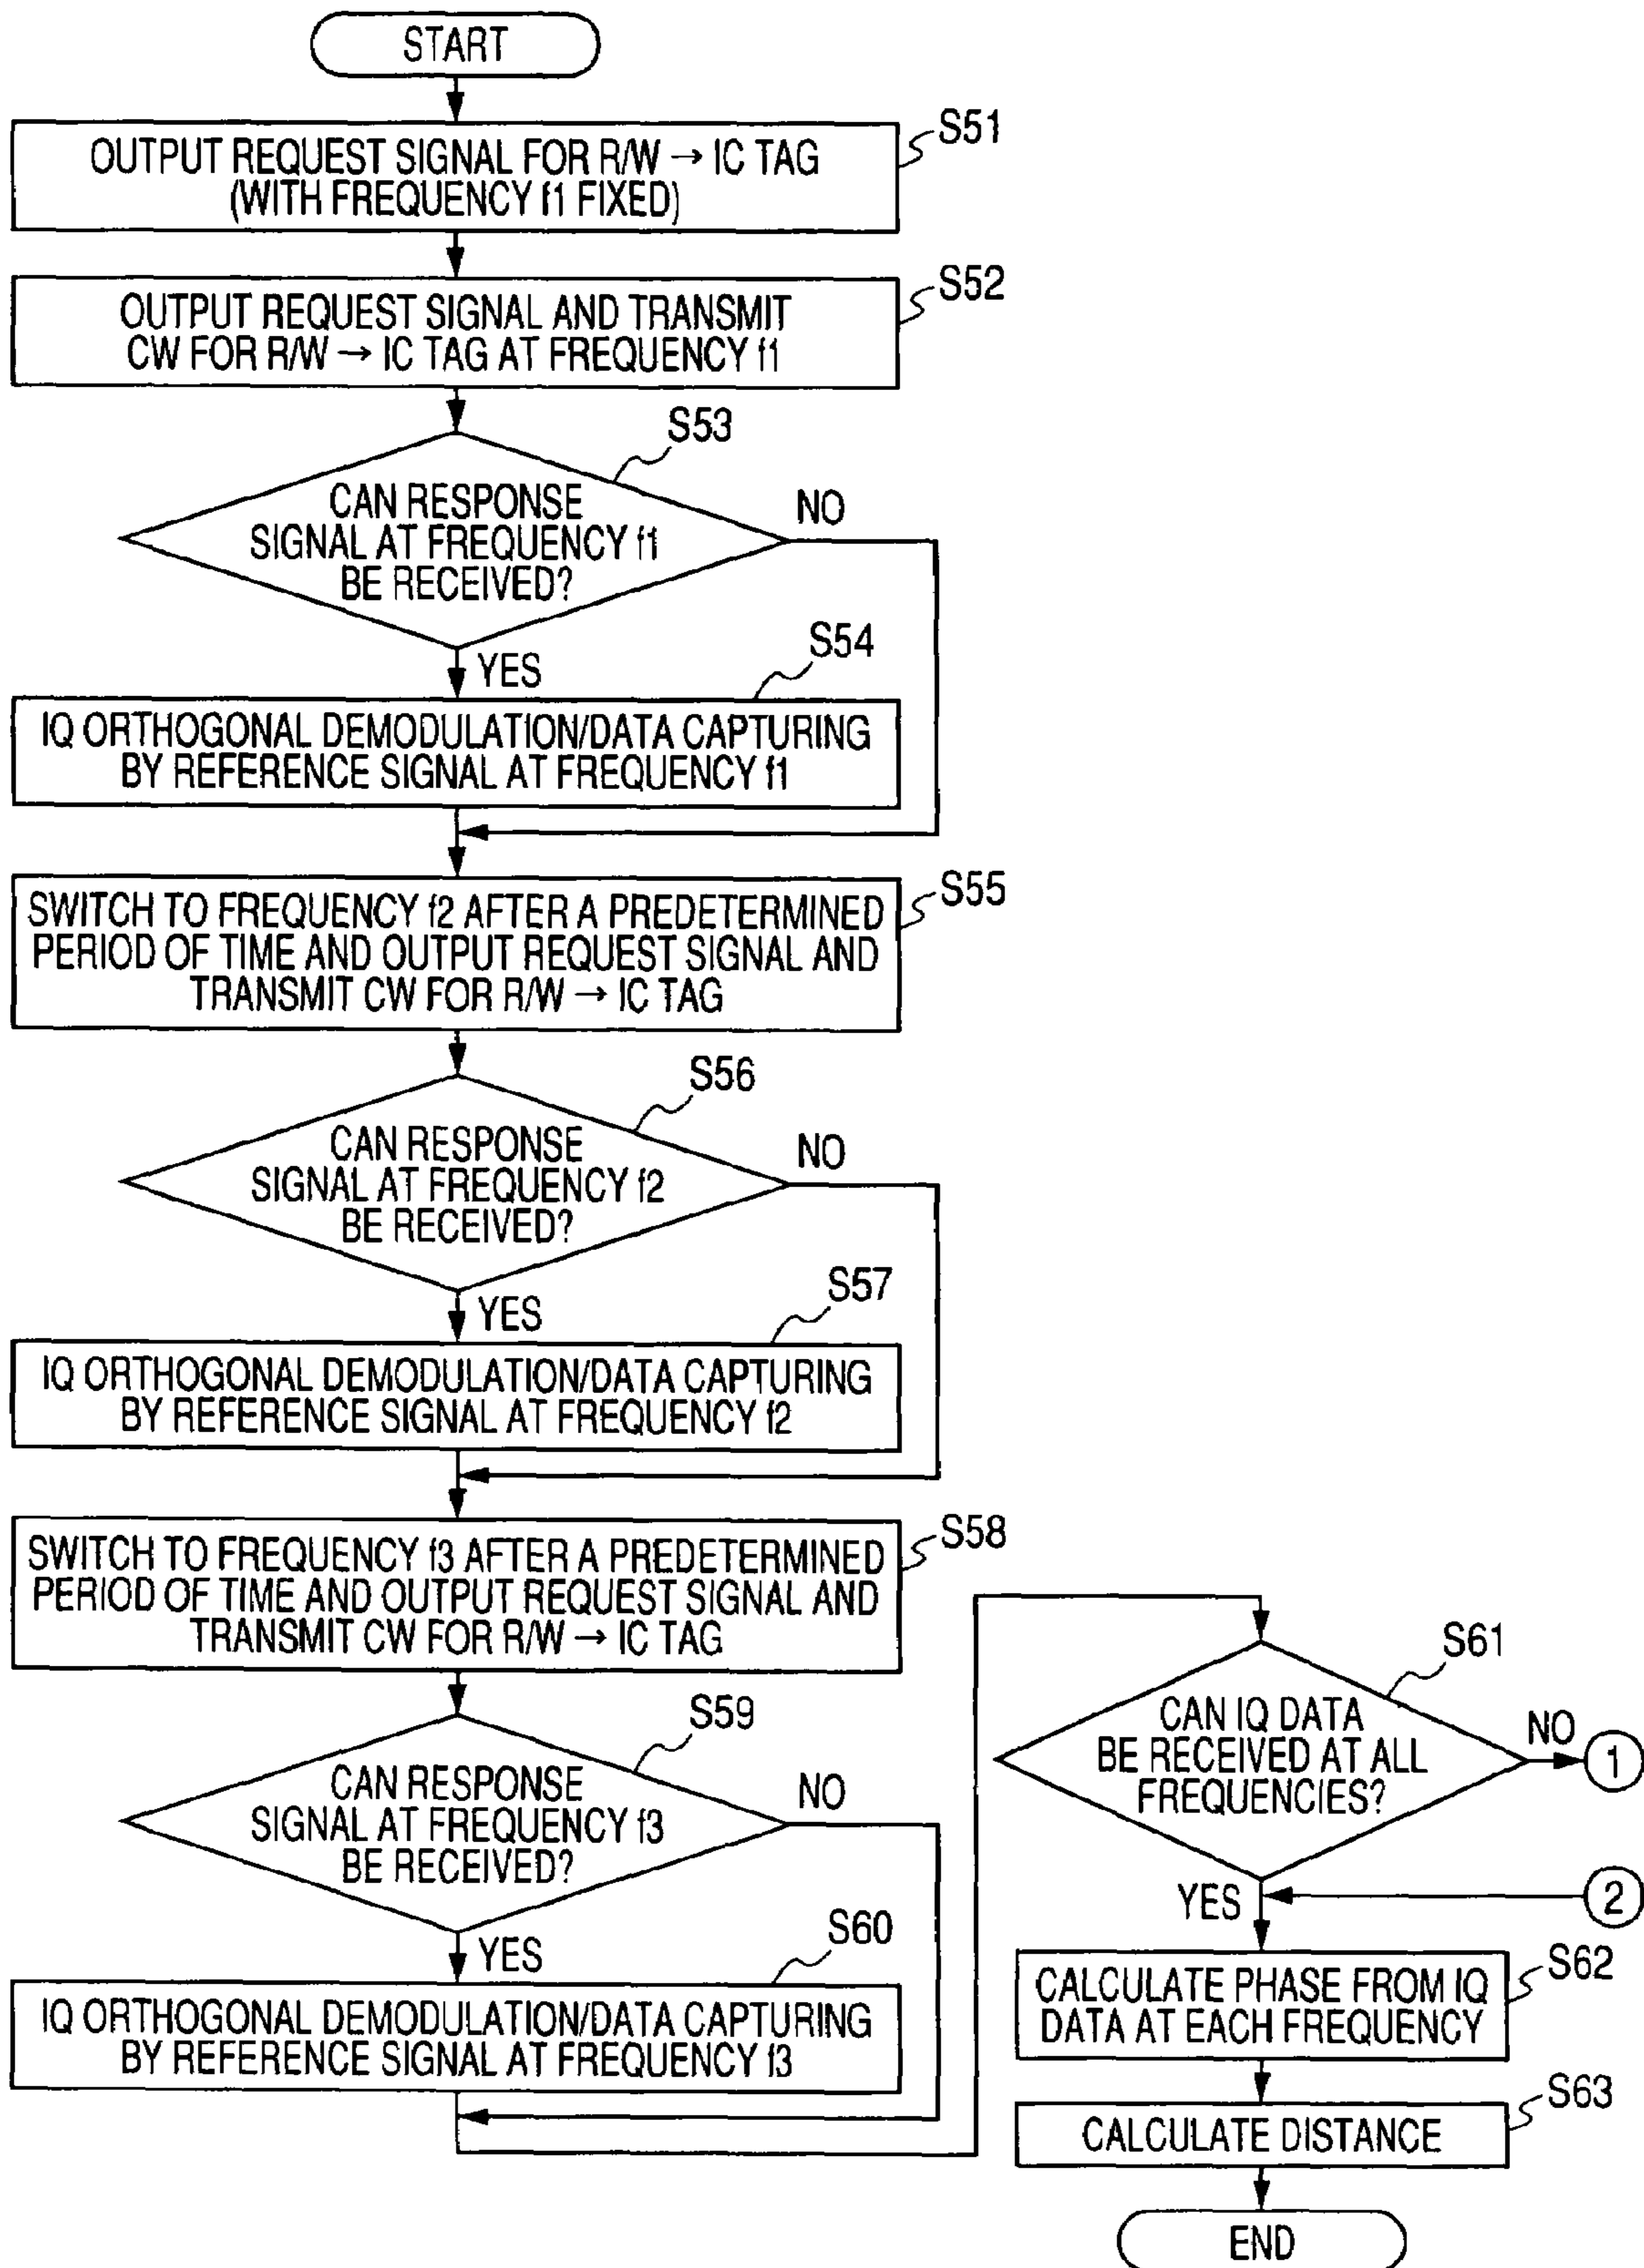 START
S51
OUTPUT REQUEST SIGNAL FOR R/W → IC TAG
(WITH FREQUENCY f1 FIXED)
S52
OUTPUT REQUEST SIGNAL AND TRANSMIT
CW FOR R/W → IC TAG AT FREQUENCY f1
S53
CAN RESPONSE
SIGNAL AT FREQUENCY f1
BE RECEIVED?
NO
YES
S54
IQ ORTHOGONAL DEMODULATION/DATA CAPTURING
BY REFERENCE SIGNAL AT FREQUENCY f1
S55
SWITCH TO FREQUENCY f2 AFTER A PREDETERMINED
PERIOD OF TIME AND OUTPUT REQUEST SIGNAL AND
TRANSMIT CW FOR R/W → IC TAG
S56
CAN RESPONSE
SIGNAL AT FREQUENCY f2
BE RECEIVED?
NO
YES
S57
IQ ORTHOGONAL DEMODULATION/DATA CAPTURING
BY REFERENCE SIGNAL AT FREQUENCY f2
S58
SWITCH TO FREQUENCY f3 AFTER A PREDETERMINED
PERIOD OF TIME AND OUTPUT REQUEST SIGNAL AND
TRANSMIT CW FOR R/W → IC TAG
S59
CAN RESPONSE
SIGNAL AT FREQUENCY f3
BE RECEIVED?
NO
YES
S60
IQ ORTHOGONAL DEMODULATION/DATA CAPTURING
BY REFERENCE SIGNAL AT FREQUENCY f3
S61
CAN IQ DATA
BE RECEIVED AT ALL
FREQUENCIES?
NO
1
YES
2
S62
CALCULATE PHASE FROM IQ
DATA AT EACH FREQUENCY
S63
CALCULATE DISTANCE
END